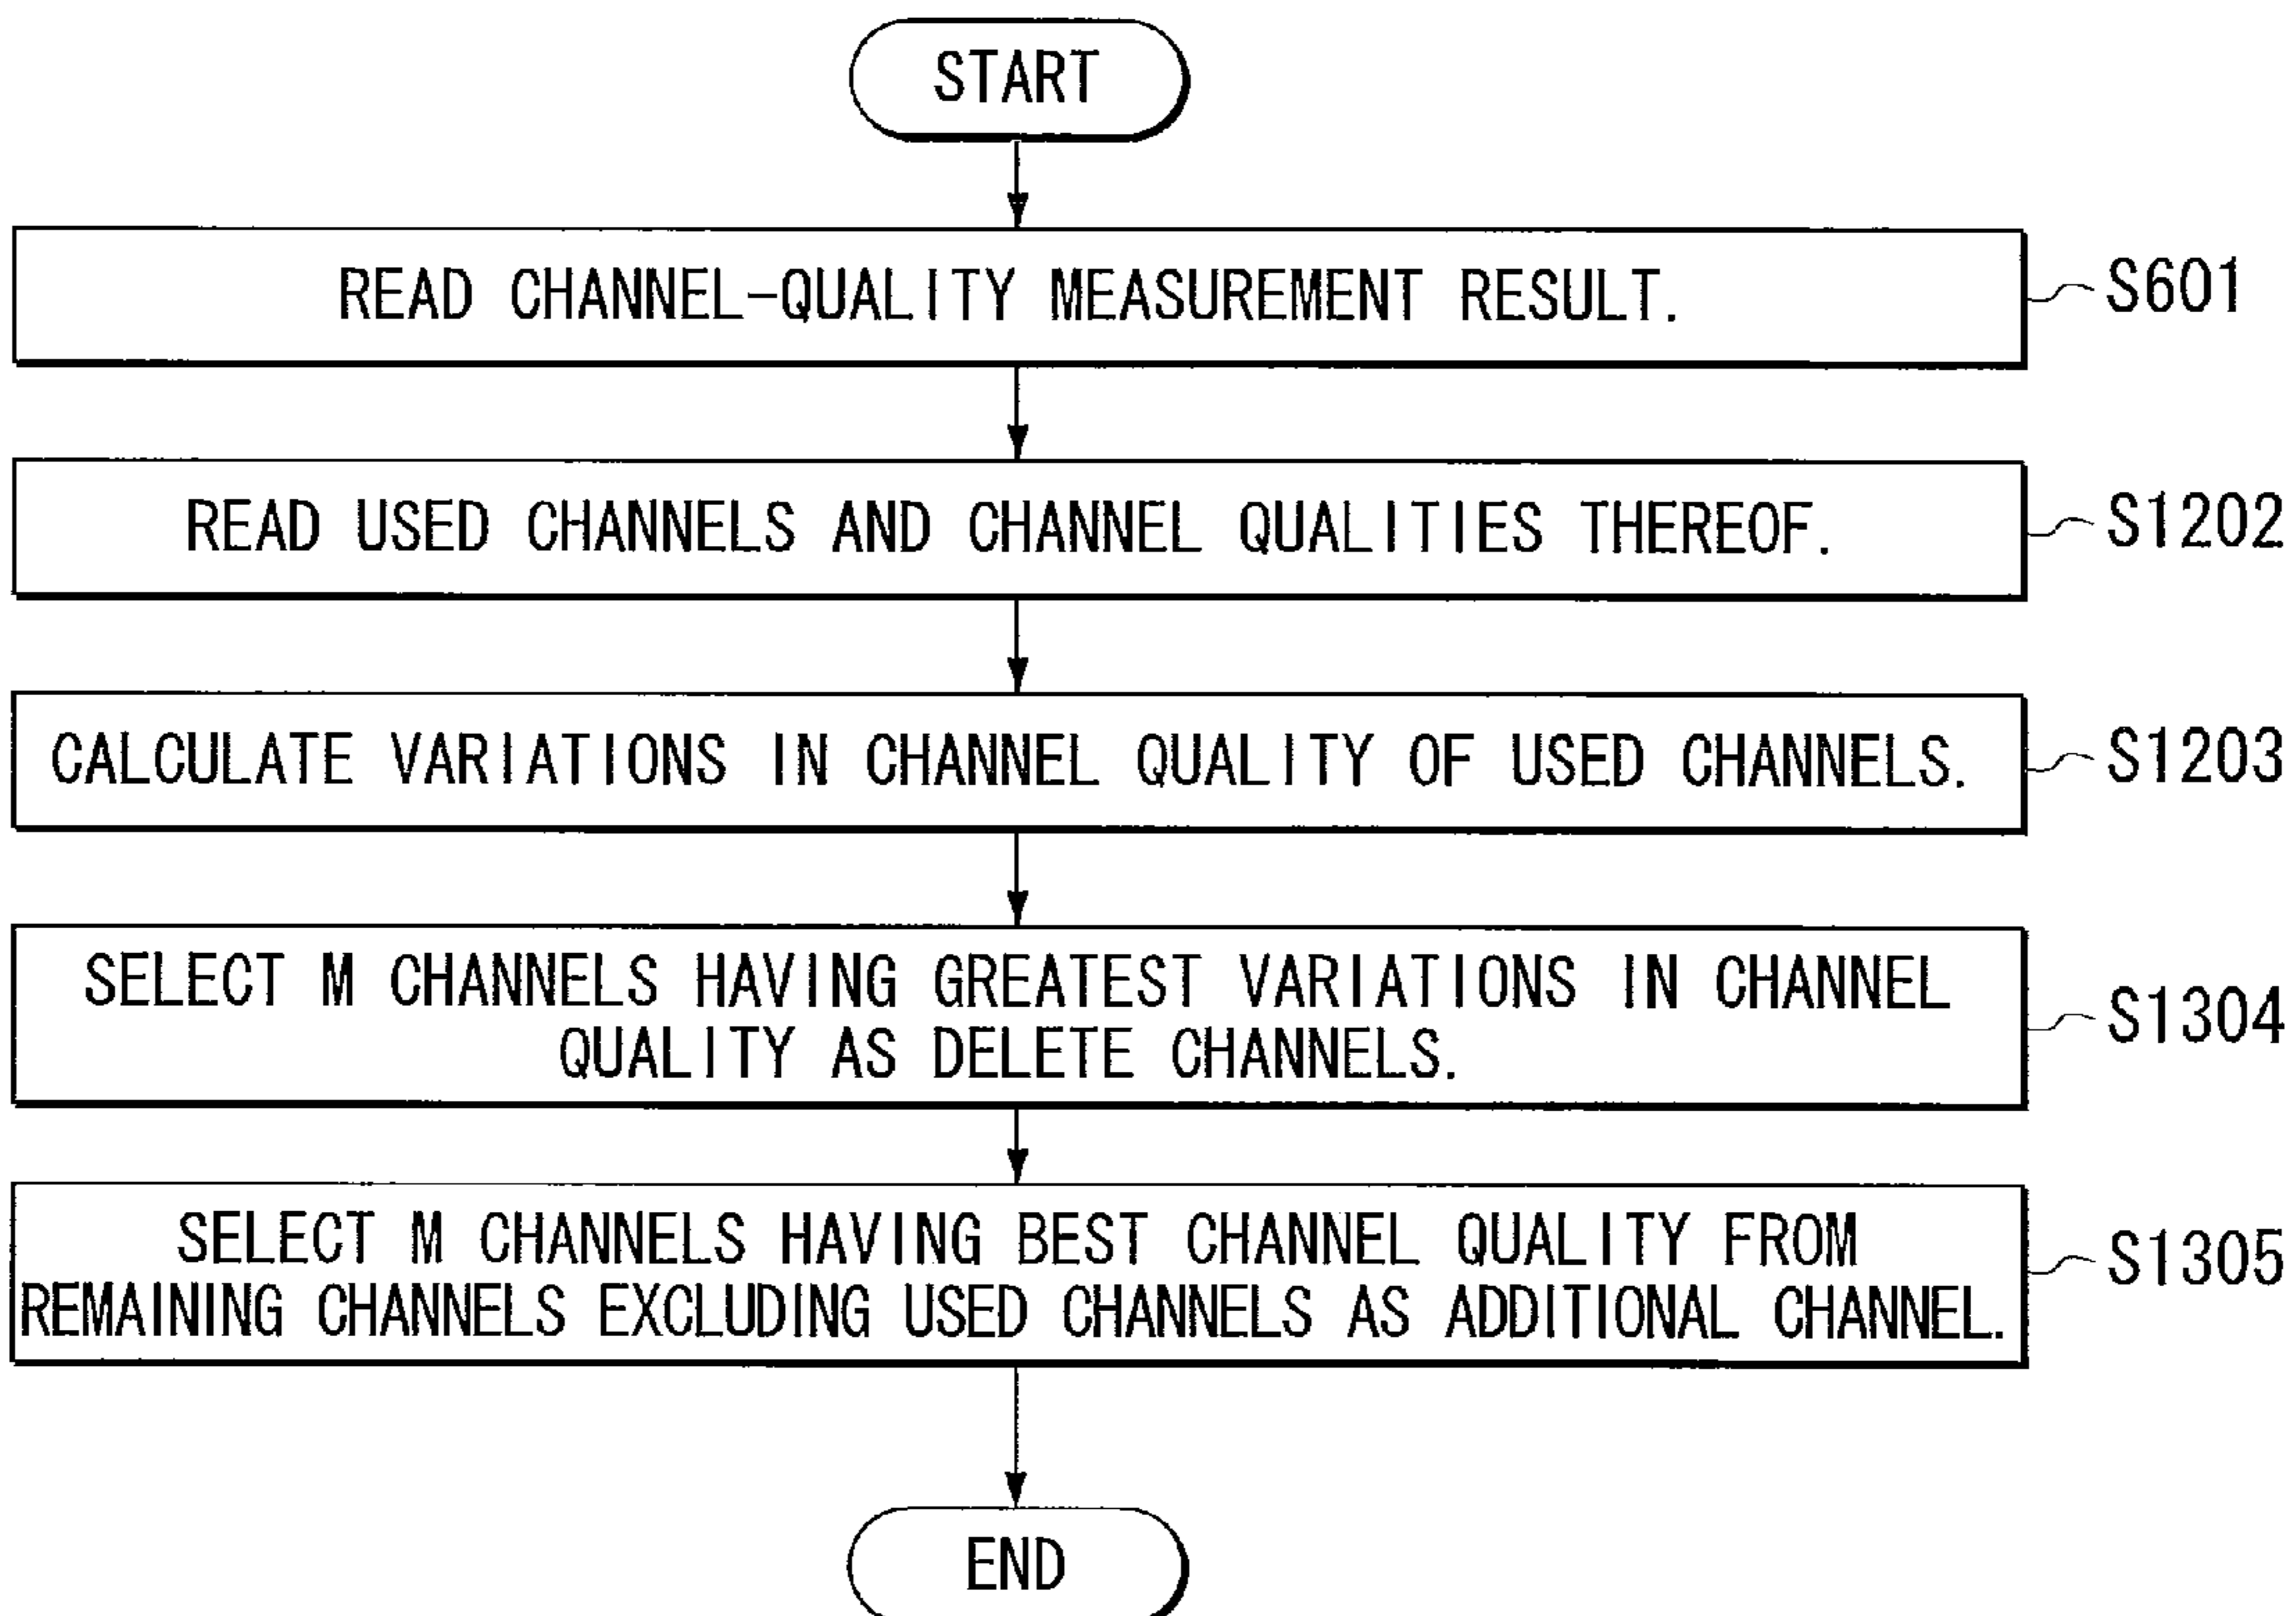 START
READ CHANNEL-QUALITY MEASUREMENT RESULT.
S601
READ USED CHANNELS AND CHANNEL QUALITIES THEREOF.
S1202
CALCULATE VARIATIONS IN CHANNEL QUALITY OF USED CHANNELS.
S1203
SELECT M CHANNELS HAVING GREATEST VARIATIONS IN CHANNEL
QUALITY AS DELETE CHANNELS.
S1304
SELECT M CHANNELS HAVING BEST CHANNEL QUALITY FROM
REMAINING CHANNELS EXCLUDING USED CHANNELS AS ADDITIONAL CHANNEL.
S1305
END